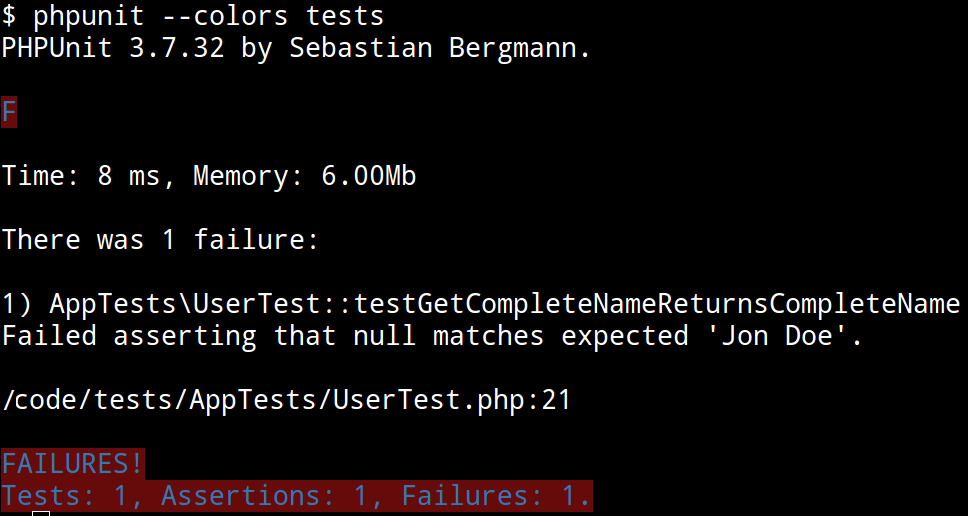 $ phpunit --colors tests
PHPUnit 3.7.32 by Sebastian Bergmann.
F
Time: 8 ms, Memory: 6.00Mb
There was 1 failure:
1) AppTests\UserTest::testGetCompleteNameReturnsCompleteName
Failed asserting that null matches expected 'Jon Doe'.
/code/tests/AppTests/UserTest.php:21
FAILURES!
Tests: 1, Assertions: 1, Failures: 1.